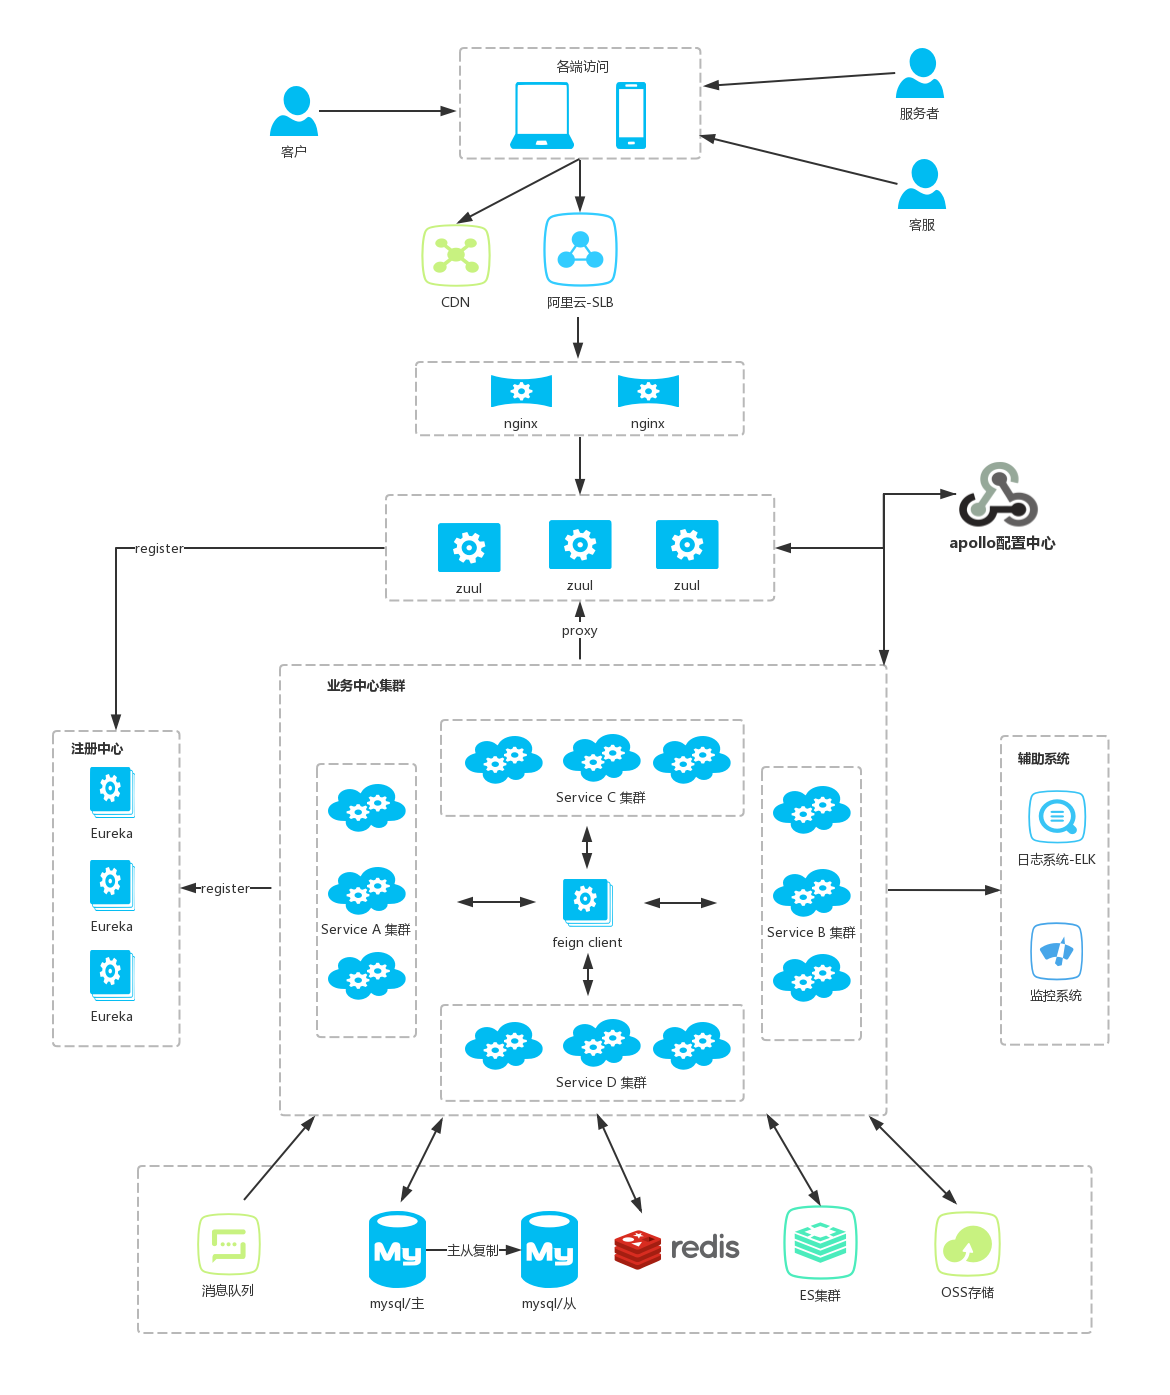 各端访问
服务者
客户
客服
CDN
阿里云-SLB
nginx
nginx
apollo配置中心
register
zuul
zuul
zuul
proxy
业务中心集群
注册中心
辅助系统
Service C 集群
Eureka
日志系统-ELK
register
Eureka
Service A 集群
feign client
Service B 集群
监控系统
Eureka
Service D 集群
My
My
主从复制
redis
消息队列
mysql/主
mysql/从
ES集群
OSS存储